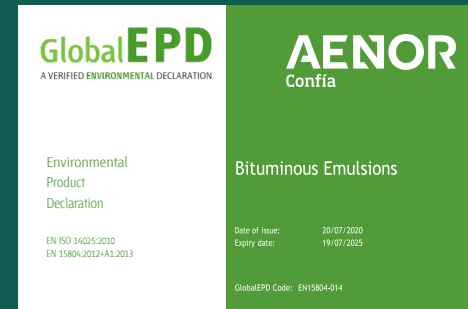 GlobalEPD
A VERIFIED ENVIRONMENTAL DECLARATION
Environmental
Product
Declaration
EN ISO 14025:2010
EN 15804:2012+A1:2013
AENOR
Confía
Bituminous Emulsions
Date of issue: 20/07/2020
Expiry date: 19/07/2025
GlobalEPD Code: EN15804-014